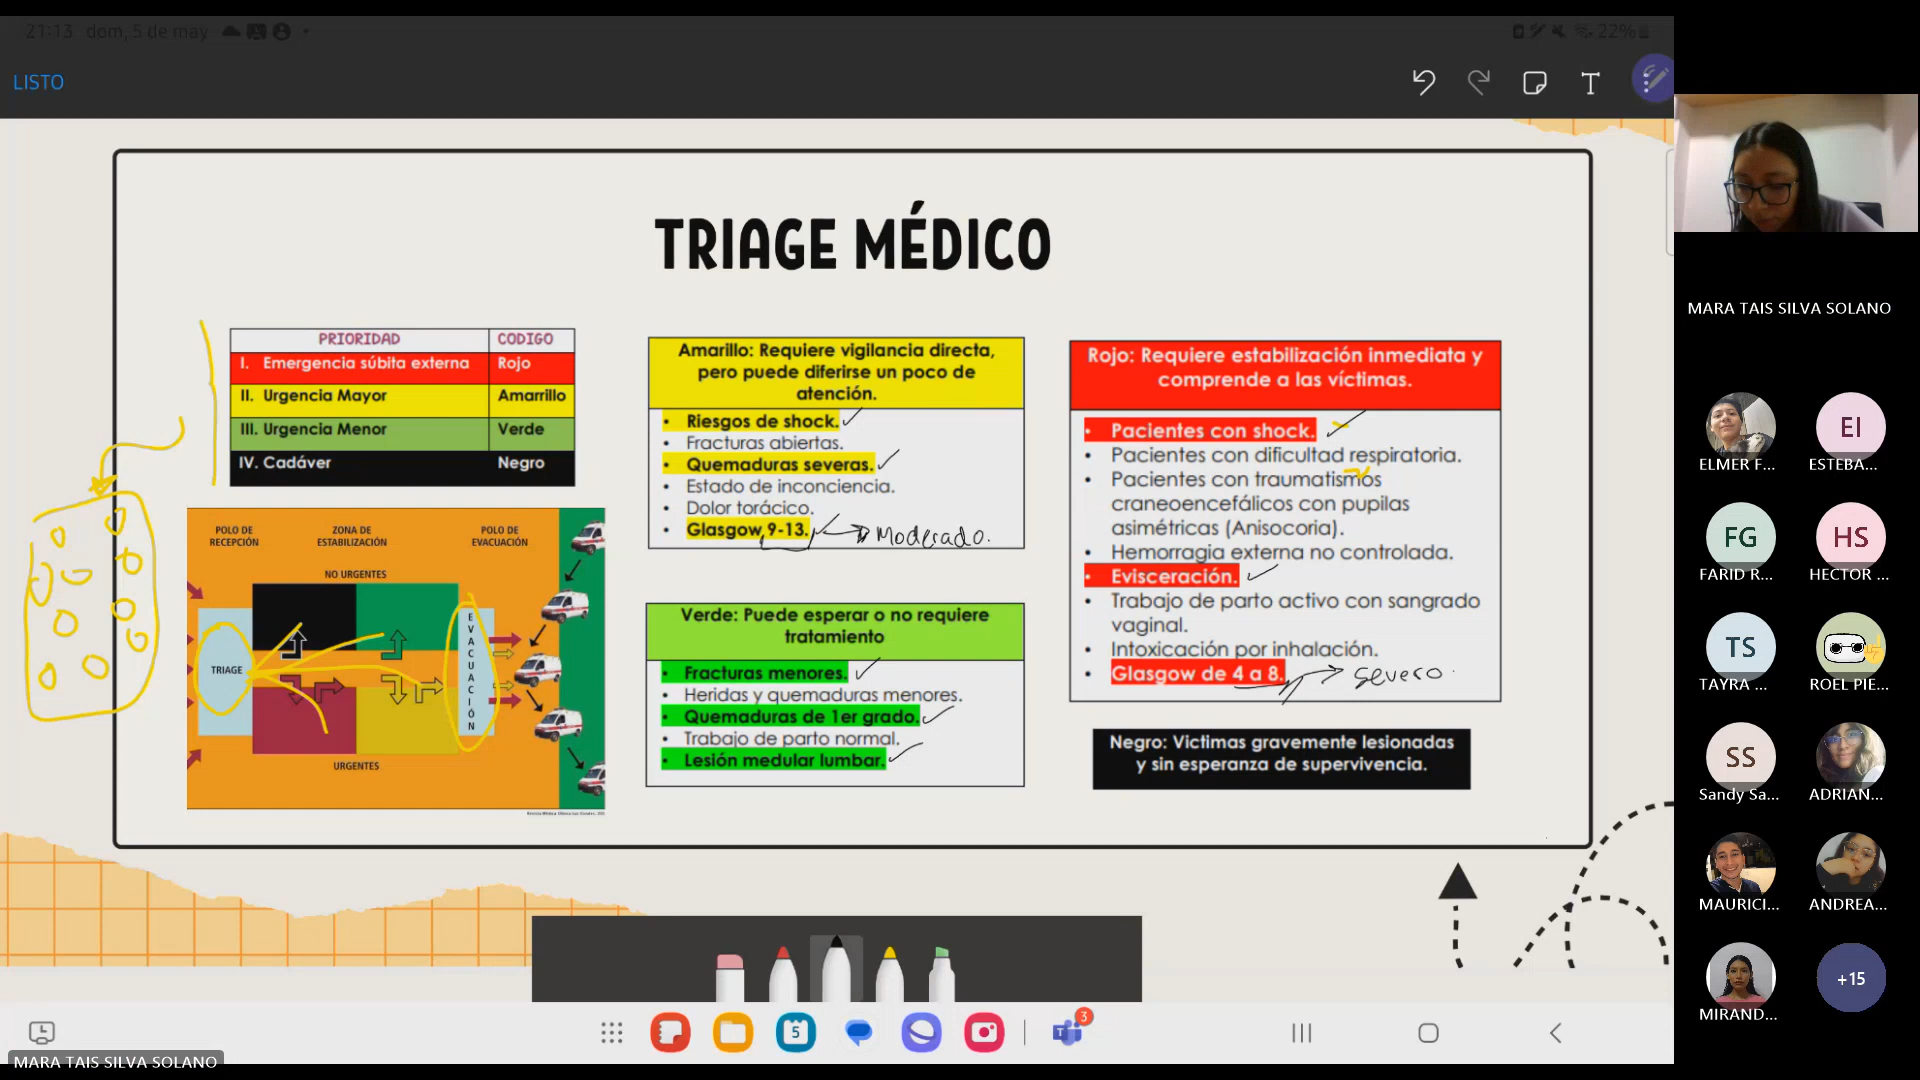 21:13 dom, 5 de may
22%
LISTO
TRIAGE MÉDICO
PRIORIDAD CODIGO
I. Emergencia súbita externa Rojo
II. Urgencia Mayor Amarrillo
III. Urgencia Menor Verde
IV. Cadáver Negro
POLO DE RECEPCIÓN
ZONA DE ESTABILIZACIÓN
POLO DE EVACUACIÓN
NO URGENTES
TRIAGE
EVACUACIÓN
URGENTES
Amarillo: Requiere vigilancia directa,
pero puede diferirse un poco de
atención.
• Riesgos de shock.
• Fracturas abiertas.
• Quemaduras severas.
• Estado de inconciencia.
• Dolor torácico.
• Glasgow 9-13. Moderado.
Verde: Puede esperar o no requiere
tratamiento
• Fracturas menores.
• Heridas y quemaduras menores.
• Quemaduras de 1er grado.
• Trabajo de parto normal.
• Lesión medular lumbar.
Rojo: Requiere estabilización inmediata y
comprende a las víctimas.
• Pacientes con shock.
• Pacientes con dificultad respiratoria.
• Pacientes con traumatismos
craneoencefálicos con pupilas
asimétricas (Anisocoria).
• Hemorragia externa no controlada.
• Evisceración.
• Trabajo de parto activo con sangrado
vaginal.
• Intoxicación por inhalación.
• Glasgow de 4 a 8. severo.
Negro: Victimas gravemente lesionadas
y sin esperanza de supervivencia.
5
3
MARA TAIS SILVA SOLANO
MARA TAIS SILVA SOLANO
ELMER F...
EI
ESTEBA...
FG
FARID R...
HS
HECTOR ...
TS
TAYRA ...
ROEL PIE...
SS
Sandy Sa...
ADRIAN...
MAURICI...
ANDREA...
MIRAND...
+15